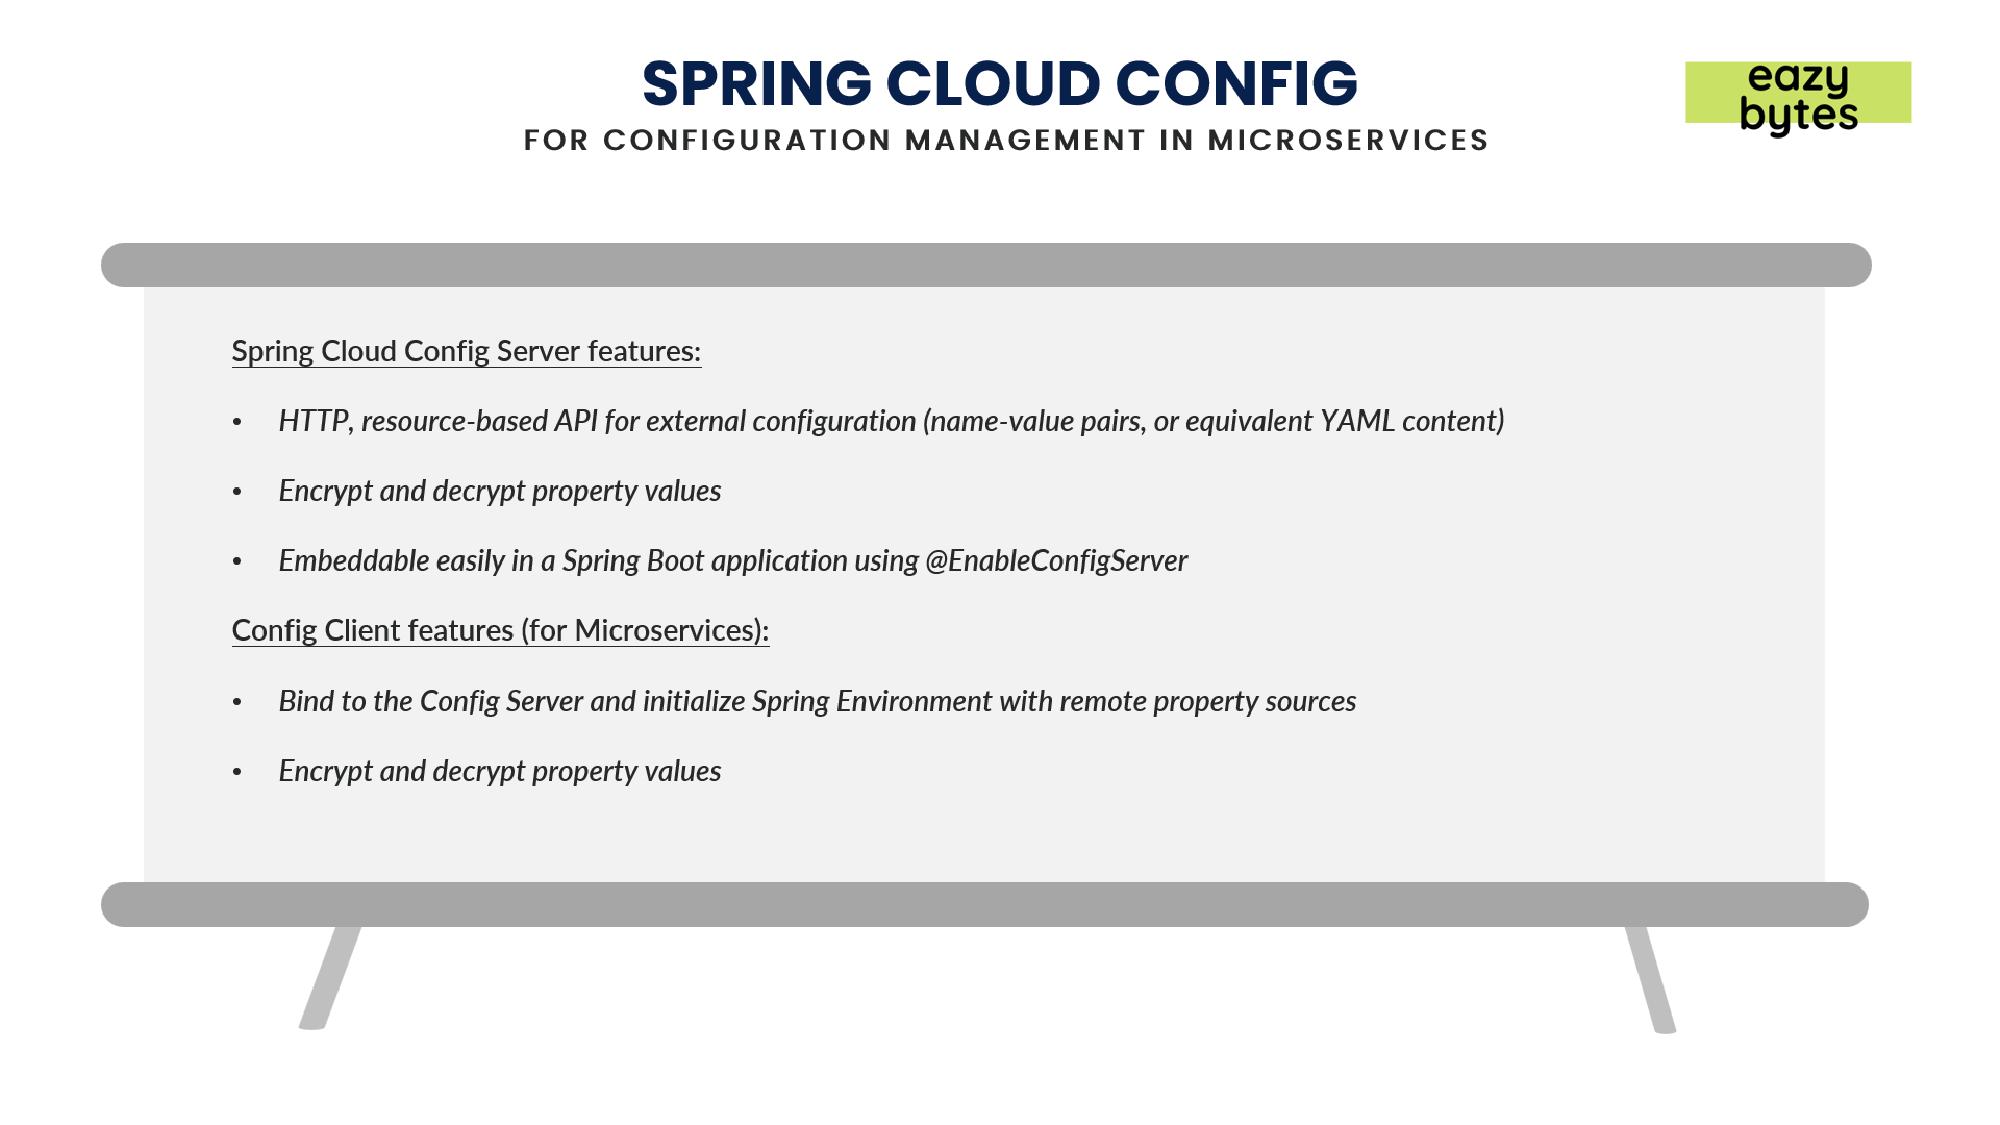 SPRING CLOUD CONFIG
FOR CONFIGURATION MANAGEMENT IN MICROSERVICES
eazy
bytes
Spring Cloud Config Server features:
• HTTP, resource-based API for external configuration (name-value pairs, or equivalent YAML content)
• Encrypt and decrypt property values
• Embeddable easily in a Spring Boot application using @EnableConfigServer
Config Client features (for Microservices):
• Bind to the Config Server and initialize Spring Environment with remote property sources
• Encrypt and decrypt property values